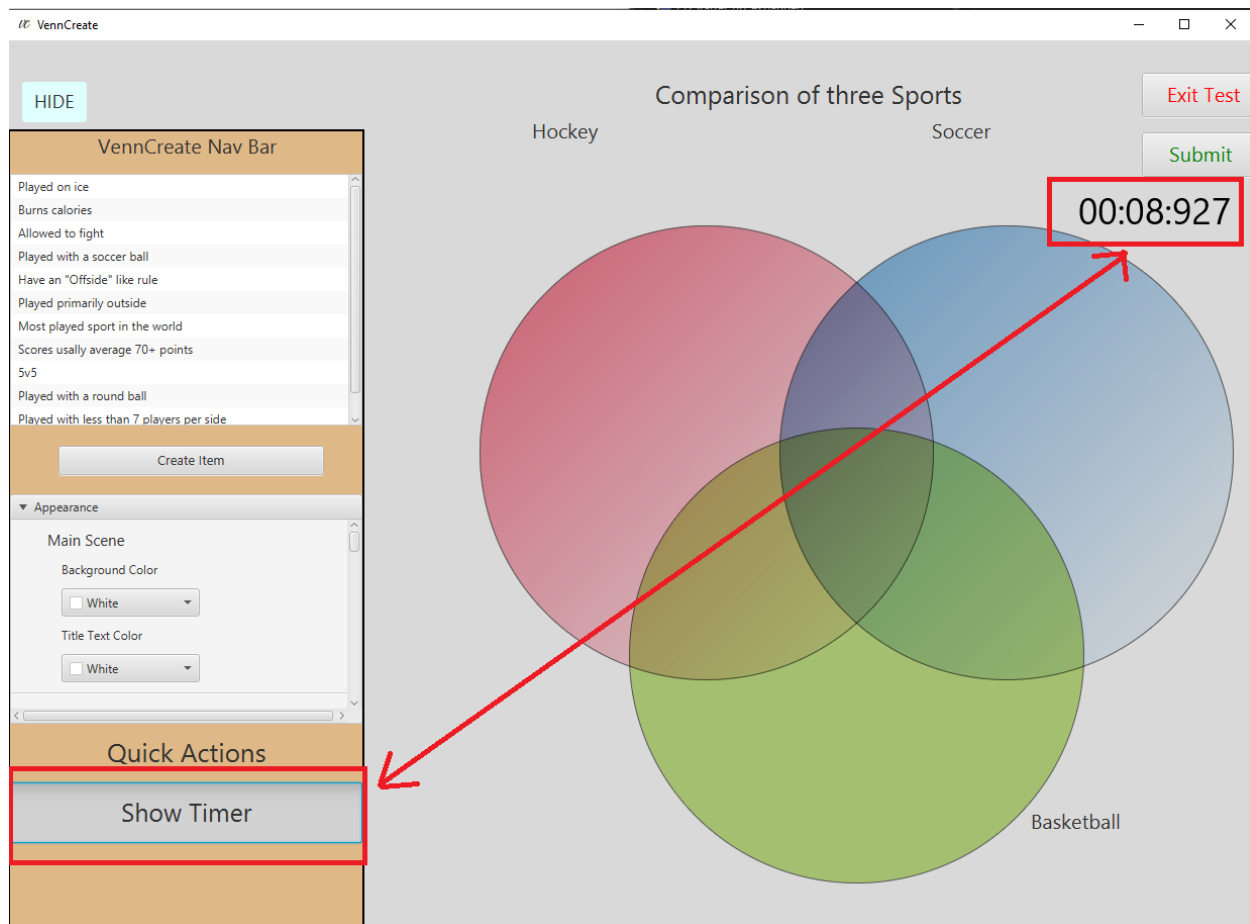 VC VennCreate
HIDE
Comparison of three Sports
Exit Test
Hockey
Soccer
Submit
00:08:927
VennCreate Nav Bar
Played on ice
Burns calories
Allowed to fight
Played with a soccer ball
Have an "Offside" like rule
Played primarily outside
Most played sport in the world
Scores usally average 70+ points
5v5
Played with a round ball
Played with less than 7 players per side
Create Item
Appearance
Main Scene
Background Color
White
Title Text Color
White
Quick Actions
Show Timer
Basketball